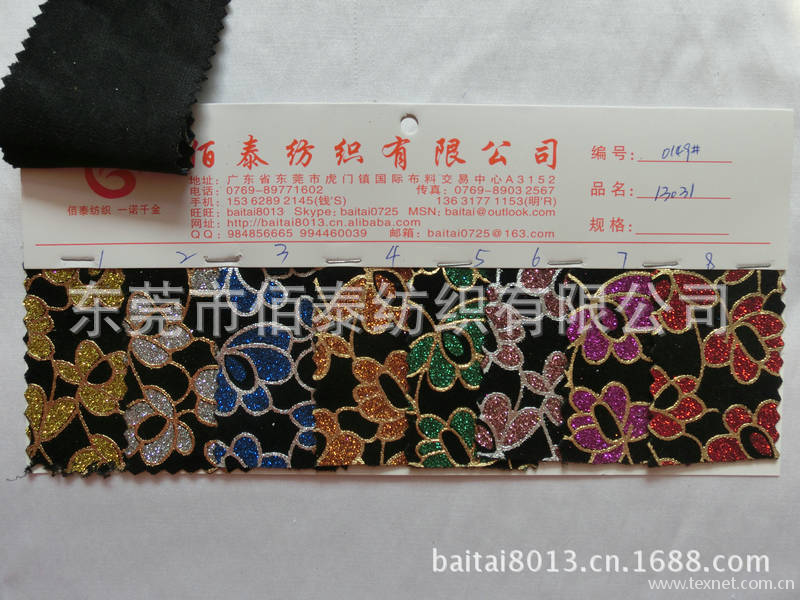 佰泰纺织有限公司
地址：广东省东莞市虎门镇国际布料交易中心A3152
电话：0769-89771602 传真：0769-8903 2567
手机：153 6289 2145(钱'S) 136 3177 1153(明'R)
旺旺：baitai8013 Skype：baitai0725 MSN：baitai@outlook.com
网址：http://baitai8013.cn.alibaba.com
QQ：984856665 994460039 邮箱：baitai0725@163.com
佰泰纺织 一诺千金
编号：0149#
品名：13031
规格：
1 2 3 4 5 6 7 8
东莞市佰泰纺织有限公司
baitai8013.cn.1688.com
www.texnet.com.cn